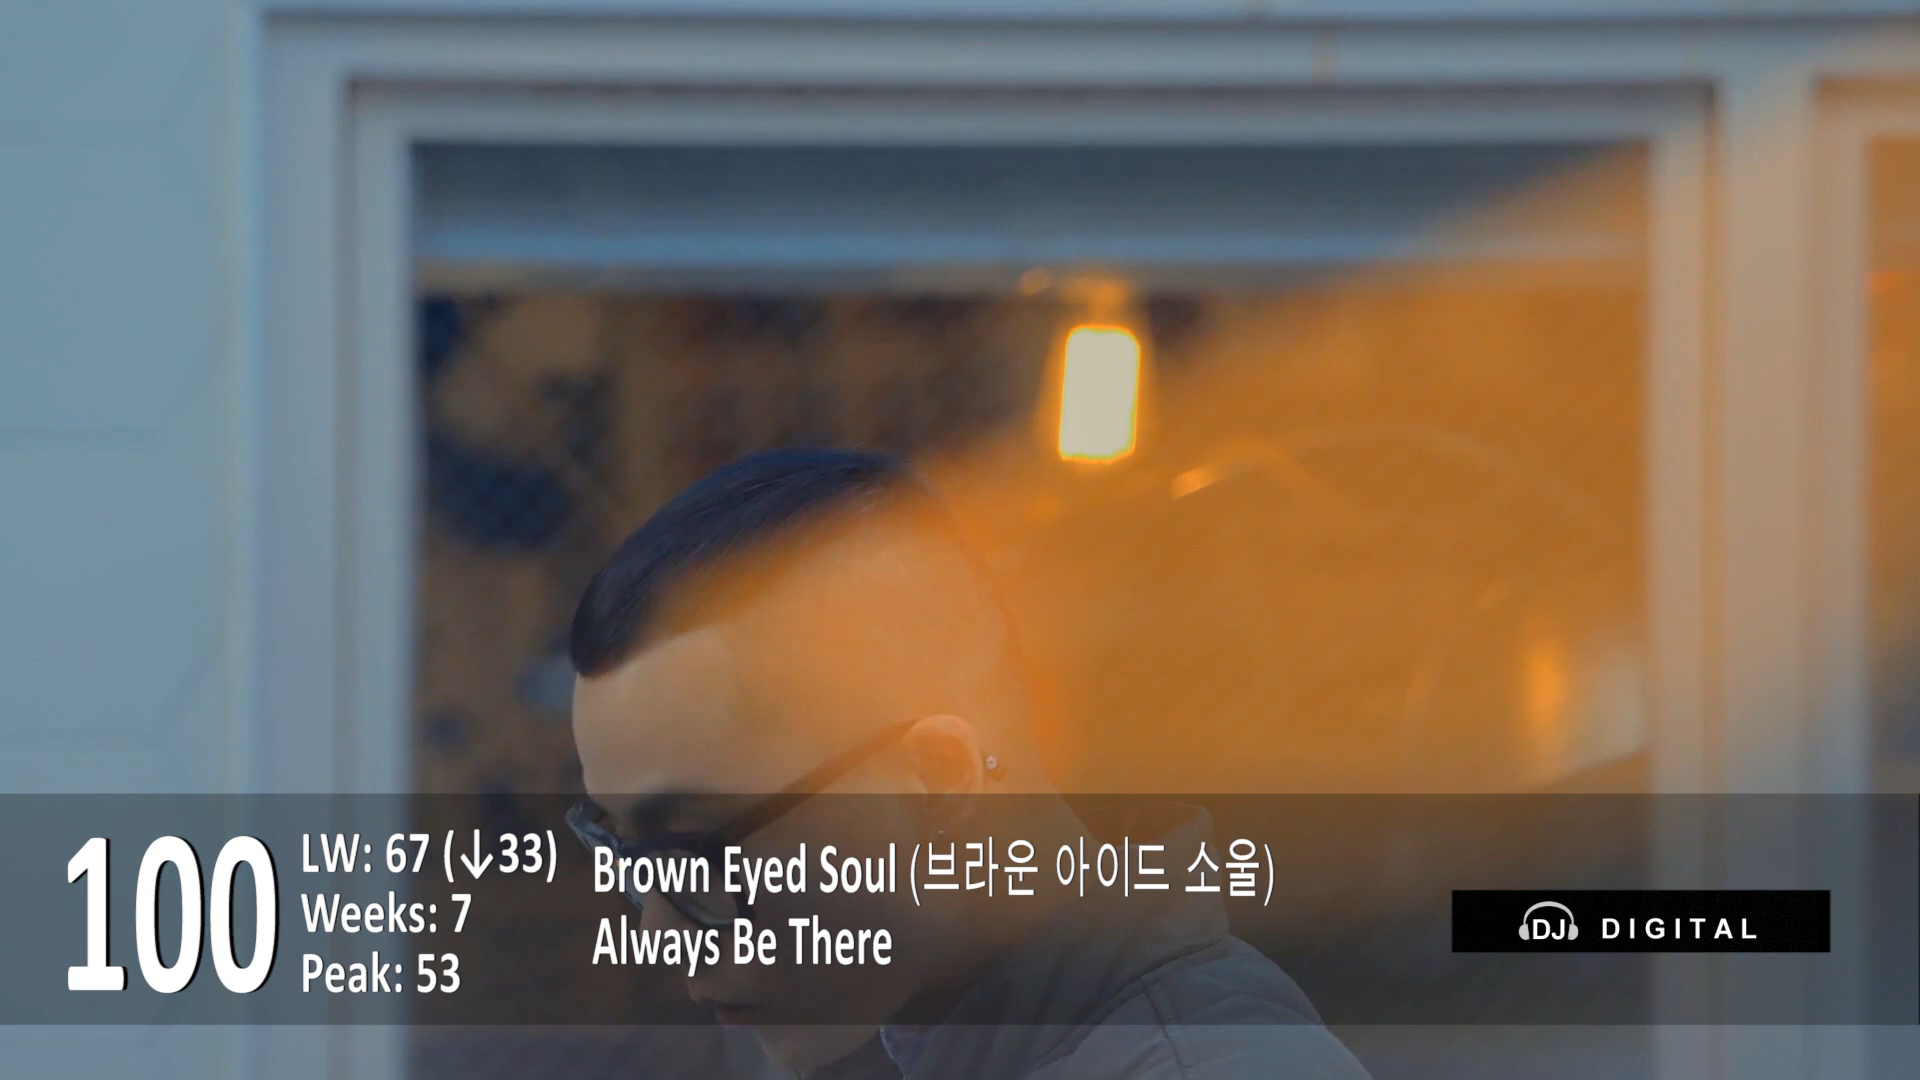 100
LW: 67 (↓33)
Weeks: 7
Peak: 53
Brown Eyed Soul (브라운 아이드 소울)
Always Be There
DJ DIGITAL